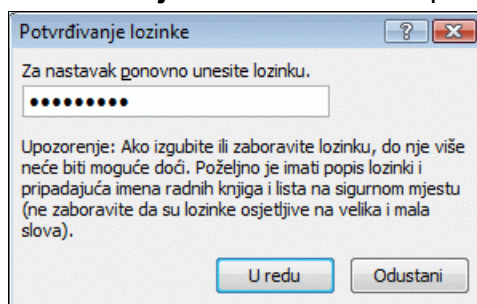 Potvrđivanje lozinke
Za nastavak ponovno unesite lozinku.
•••••••••
Upozorenje: Ako izgubite ili zaboravite lozinku, do nje više
neće biti moguće doći. Poželjno je imati popis lozinki i
pripadajuća imena radnih knjiga i lista na sigurnom mjestu
(ne zaboravite da su lozinke osjetljive na velika i mala
slova).
U redu Odustani